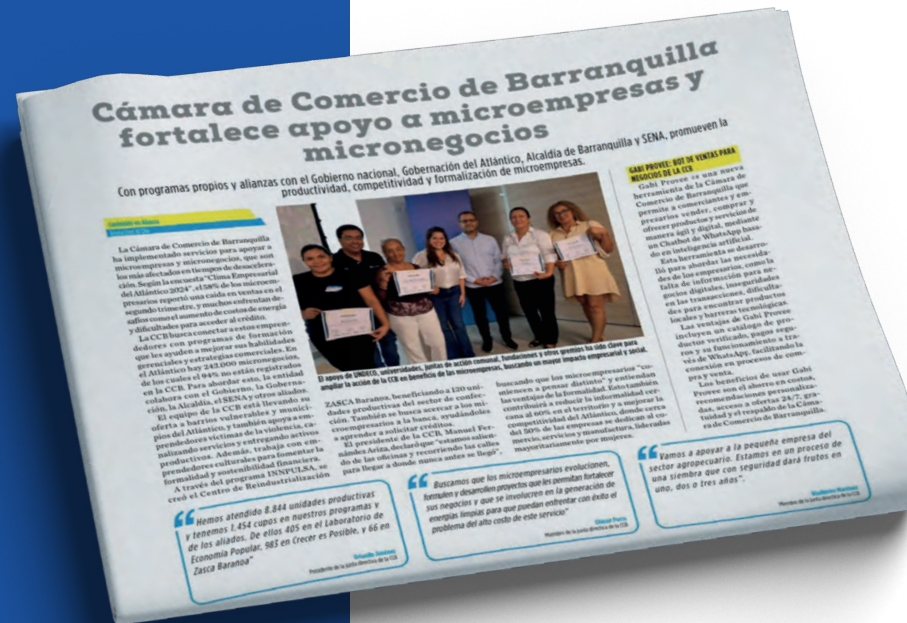 Cámara de Comercio de Barranquilla
fortalece apoyo a microempresas y
micronegocios
Con programas propios y alianzas con el Gobierno nacional, Gobernación del Atlántico, Alcaldía de Barranquilla y SENA, promueven la
productividad, competitividad y formalización de microempresas.
La Cámara de Comercio de Barranquilla
ha implementado servicios para apoyar a
microempresas y micronegocios, que son
los más afectados en tiempos de desacelera-
ción. Según la encuesta "Clima Empresarial
del Atlántico 2024", el 58% de los microem-
presarios reportó una caída en ventas en el
segundo trimestre, y muchos enfrentan de-
safíos como el aumento de costos de energía
y dificultades para acceder al crédito.
La CCB busca conectar a estos empren-
dedores con programas de formación
que les ayuden a mejorar sus habilidades
gerenciales y estrategias comerciales. En
el Atlántico hay 243.000 micronegocios,
de los cuales el 94% no están registrados
en la CCB. Para abordar esto, la entidad
colabora con el Gobierno, la Goberna-
ción, la Alcaldía, el SENA y otros aliados.
El equipo de la CCB está llevando su
oferta a barrios vulnerables y munici-
pios del Atlántico, y también apoya a em-
prendedores víctimas de la violencia, ca-
nalizando servicios y entregando activos
productivos. Además, trabaja con em-
prendedores culturales para fomentar la
formalidad y sostenibilidad financiera.
A través del programa INNPULSA, se
creó el Centro de Reindustrialización
El apoyo de UNDECO, universidades, juntas de acción comunal, fundaciones y otros gremios ha sido clave para
ampliar la acción de la CCB en beneficio de las microempresas, buscando un mayor impacto empresarial y social.
ZASCA Baranoa, beneficiando a 120 uni-
dades productivas del sector de confec-
ción. También se busca acercar a los mi-
croempresarios a la banca, ayudándoles
a aprender a solicitar créditos.
El presidente de la CCB, Manuel Fer-
nández Ariza, declaró que "estamos salien-
do de las oficinas y recorriendo las calles
para llegar a donde nunca antes se llegó",
buscando que los microempresarios "co-
miencen a pensar distinto" y entiendan
las ventajas de la formalidad. Esto también
contribuirá a reducir la informalidad cer-
cana al 60% en el territorio y a mejorar la
competitividad del Atlántico, donde cerca
del 50% de las empresas se dedican al co-
mercio, servicios y manufactura, lideradas
mayoritariamente por mujeres.
GABI PROVEE: BOT DE VENTAS PARA
NEGOCIOS DE LA CCB
Gabi Provee es una nueva
herramienta de la Cámara de
Comercio de Barranquilla que
permite a comerciantes y em-
presarios vender, comprar y
ofrecer productos y servicios de
manera ágil y digital, mediante
un Chatbot de WhatsApp basa-
do en inteligencia artificial.
Esta herramienta se desarro-
lló para abordar las necesida-
des de los empresarios, como la
falta de información para ne-
gocios digitales, inseguridades
en las transacciones, dificulta-
des para encontrar productos
locales y barreras tecnológicas.
Las ventajas de Gabi Provee
incluyen un catálogo de pro-
ductos verificado, pagos segu-
ros y su funcionamiento a tra-
vés de WhatsApp, facilitando la
conexión en procesos de com-
pra y venta.
Los beneficios de usar Gabi
Provee son el ahorro en costos,
recomendaciones personaliza-
das, acceso a ofertas 24/7, gra-
tuidad y el respaldo de la Cáma-
ra de Comercio de Barranquilla.
Hemos atendido 8.844 unidades productivas
y tenemos 1.454 cupos en nuestros programas y
de los aliados. De ellos 405 en el Laboratorio de
Economía Popular, 983 en Crecer es Posible, y 66 en
Zasca Baranoa"
Presidente de la junta directiva de la CCB
Buscamos que los microempresarios evolucionen,
formulen y desarrollen proyectos que les permitan fortalecer
sus negocios y que se involucren en la generación de
energías limpias para que puedan enfrentar con éxito el
problema del alto costo de este servicio"
Miembro de la junta directiva de la CCB
Vamos a apoyar a la pequeña empresa del
sector agropecuario. Estamos en un proceso de
una siembra que con seguridad dará frutos en
uno, dos o tres años".
Miembro de la junta directiva de la CCB